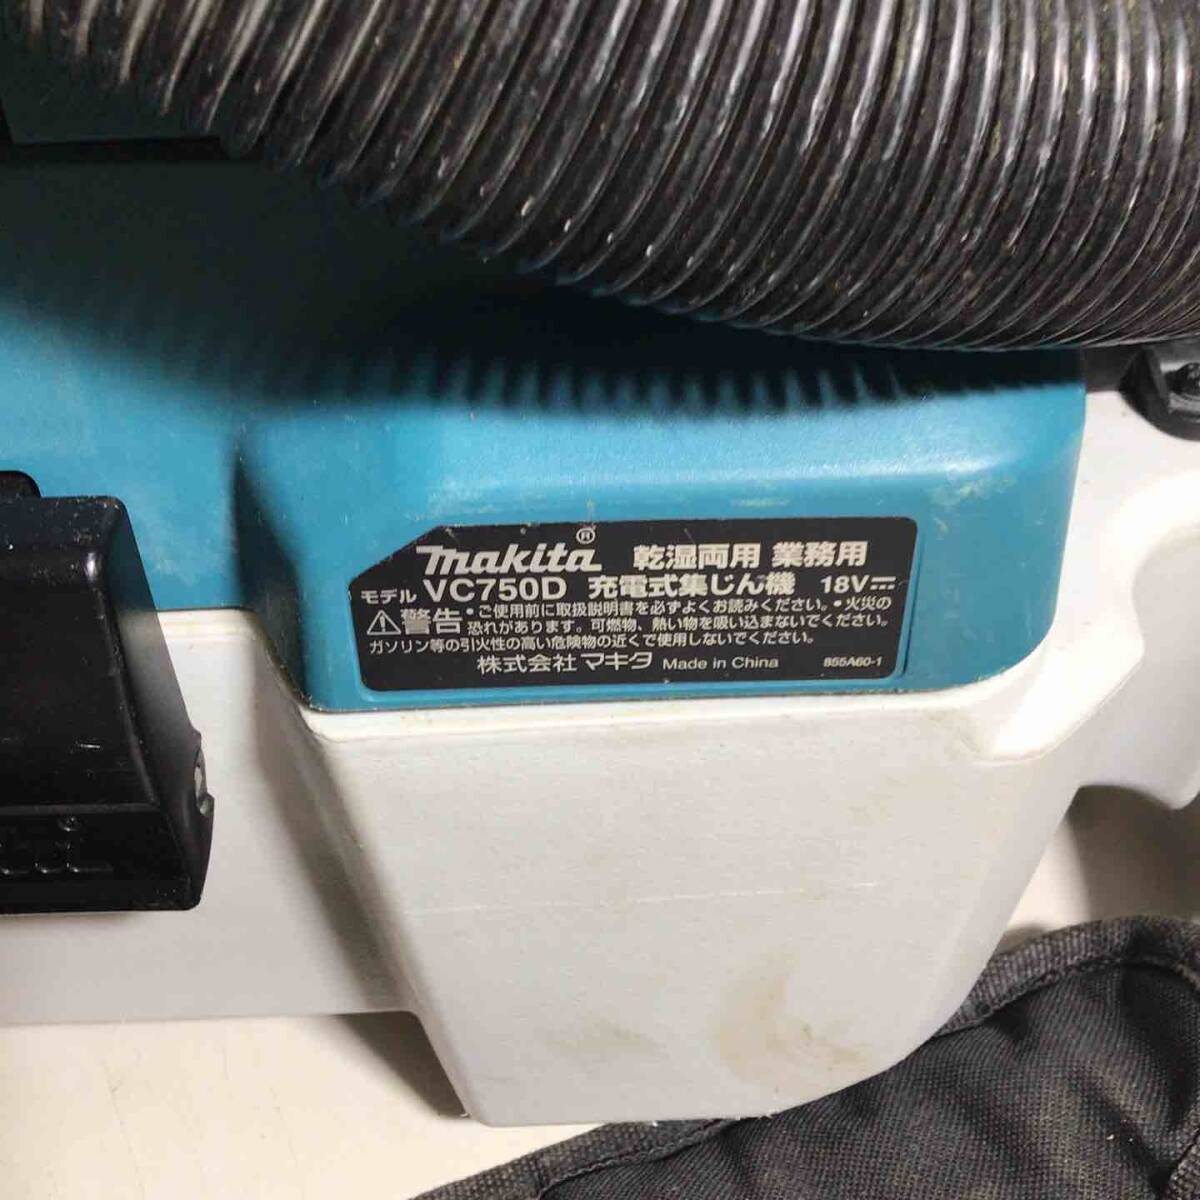 makita® 乾湿両用 業務用
モデル VC750D 充電式集じん機 18V⎓
⚠警告 •ご使用前に取扱説明書を必ずよくお読みください。•火災の
恐れがあります。可燃物、熱い物を吸い込まないでください。
ガソリン等の引火性の高い危険物の近くで使用しないでください。
株式会社 マキタ Made in China 855A60-1